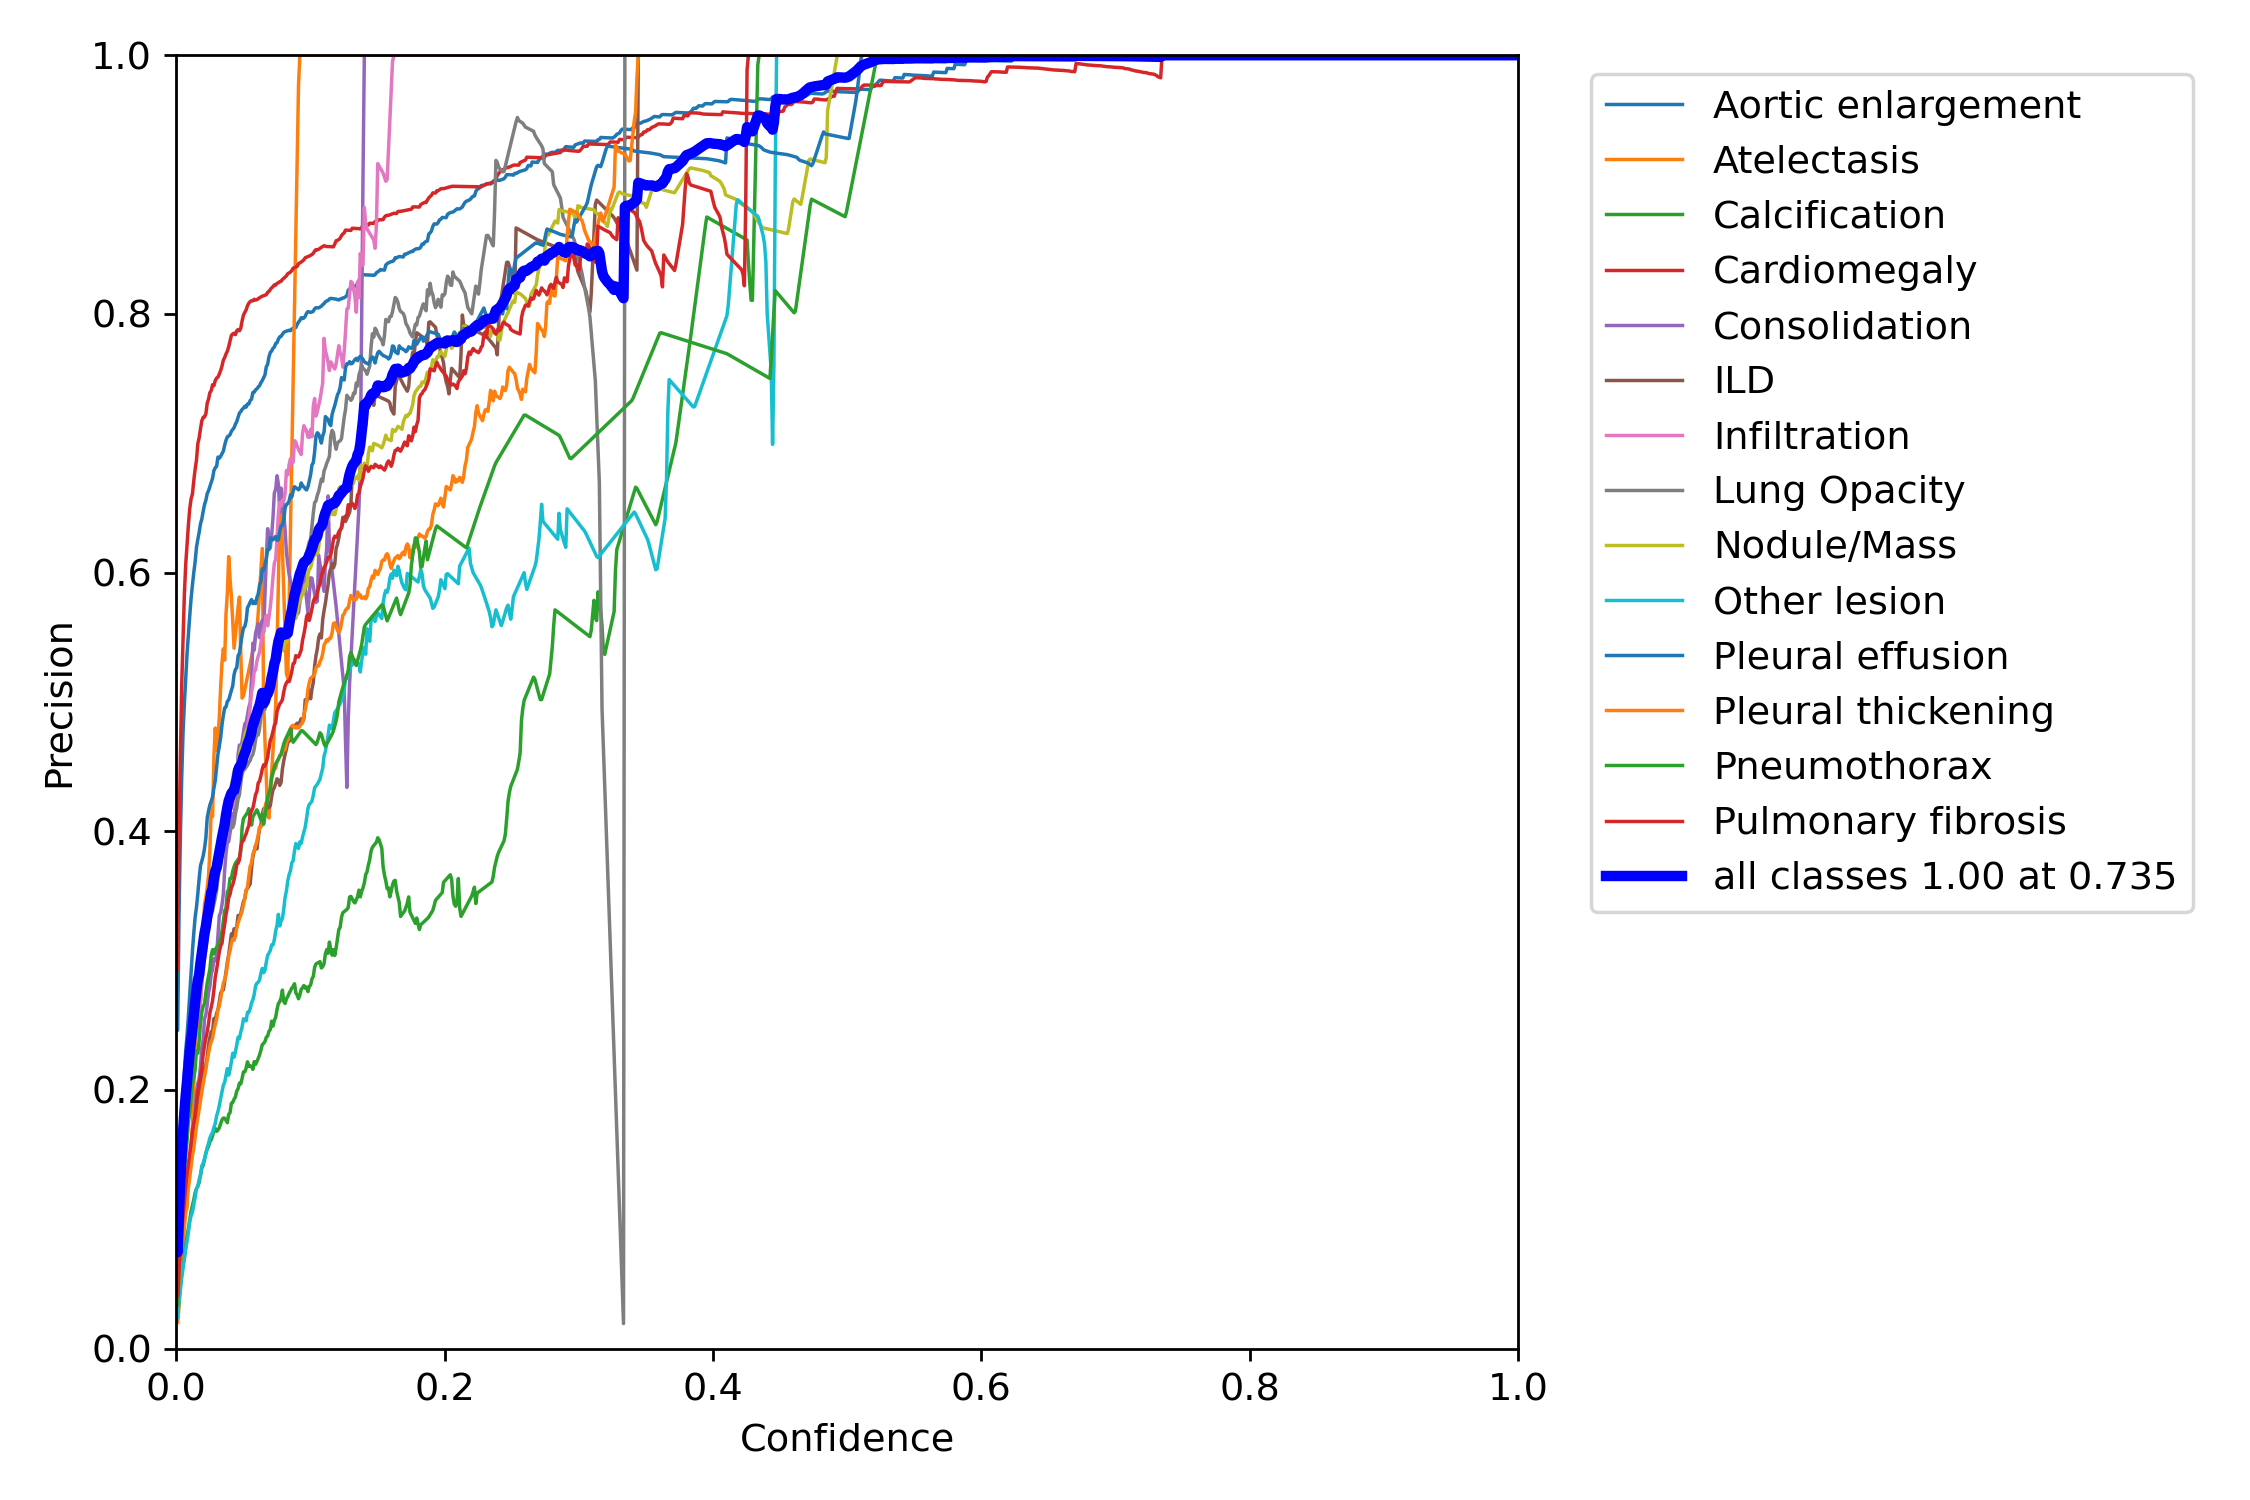 1.0
0.8
0.6
0.4
0.2
0.0
Precision
0.0 0.2 0.4 0.6 0.8 1.0
Confidence
Aortic enlargement
Atelectasis
Calcification
Cardiomegaly
Consolidation
ILD
Infiltration
Lung Opacity
Nodule/Mass
Other lesion
Pleural effusion
Pleural thickening
Pneumothorax
Pulmonary fibrosis
all classes 1.00 at 0.735